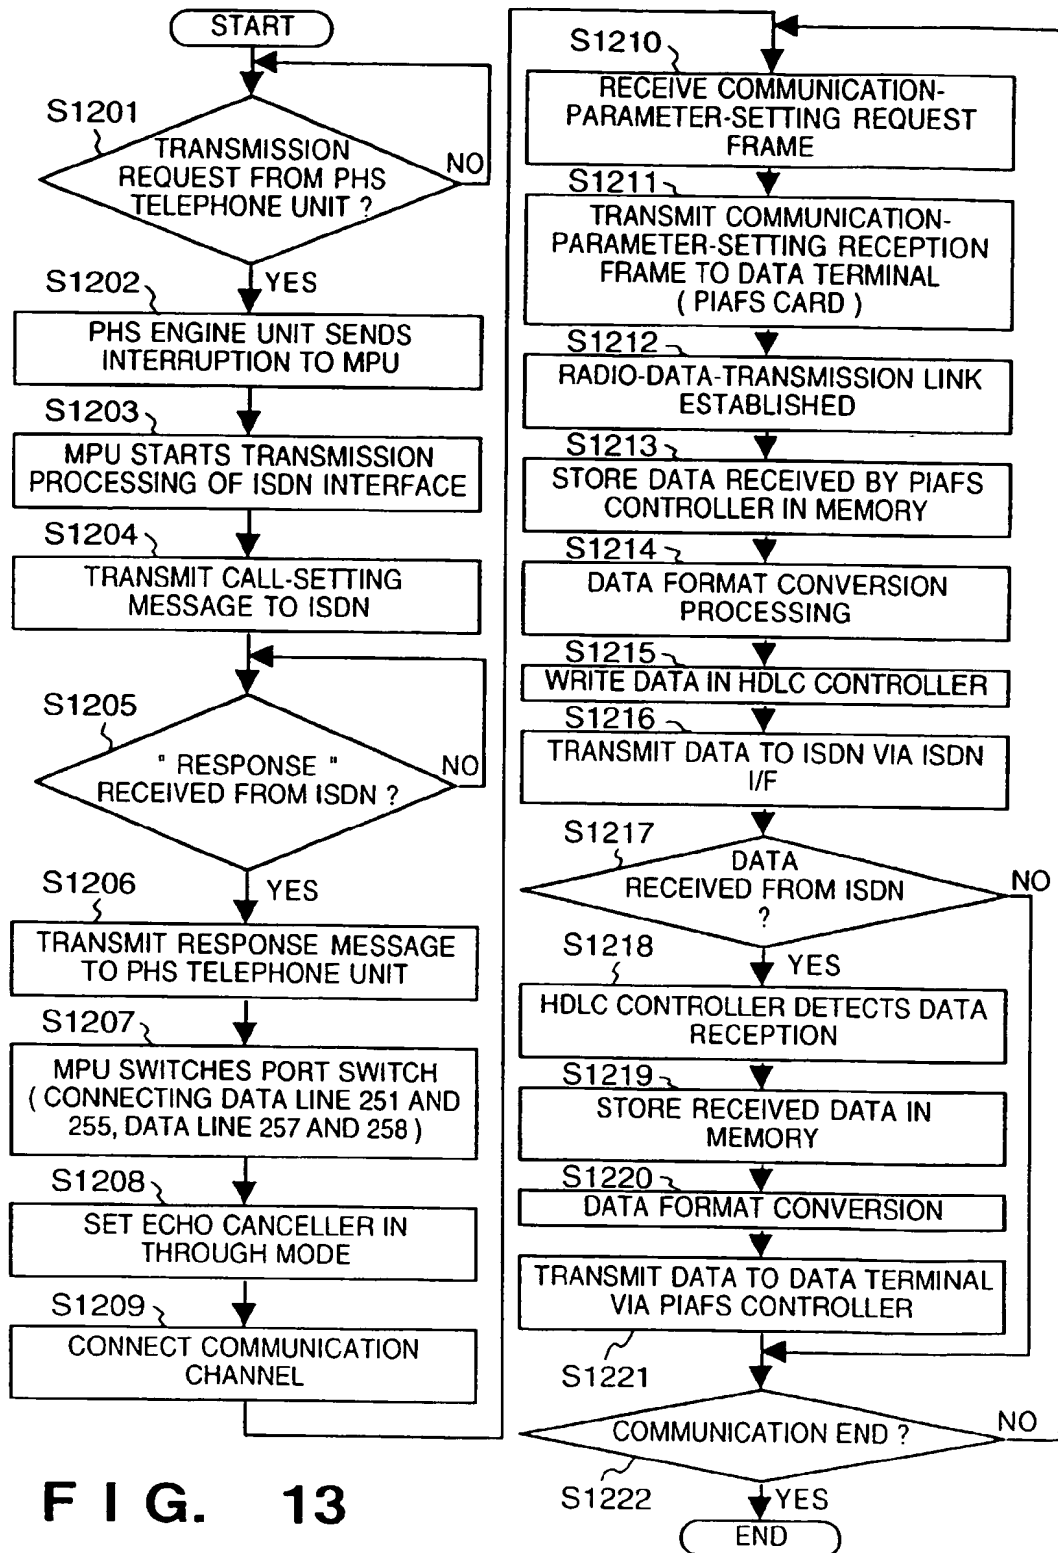 START
S1201
TRANSMISSION
REQUEST FROM PHS
TELEPHONE UNIT ?
NO
YES
S1202
PHS ENGINE UNIT SENDS
INTERRUPTION TO MPU
S1203
MPU STARTS TRANSMISSION
PROCESSING OF ISDN INTERFACE
S1204
TRANSMIT CALL-SETTING
MESSAGE TO ISDN
S1205
" RESPONSE "
RECEIVED FROM ISDN ?
NO
YES
S1206
TRANSMIT RESPONSE MESSAGE
TO PHS TELEPHONE UNIT
S1207
MPU SWITCHES PORT SWITCH
( CONNECTING DATA LINE 251 AND
255, DATA LINE 257 AND 258 )
S1208
SET ECHO CANCELLER IN
THROUGH MODE
S1209
CONNECT COMMUNICATION
CHANNEL
S1210
RECEIVE COMMUNICATION-
PARAMETER-SETTING REQUEST
FRAME
S1211
TRANSMIT COMMUNICATION-
PARAMETER-SETTING RECEPTION
FRAME TO DATA TERMINAL
( PIAFS CARD )
S1212
RADIO-DATA-TRANSMISSION LINK
ESTABLISHED
S1213
STORE DATA RECEIVED BY PIAFS
CONTROLLER IN MEMORY
S1214
DATA FORMAT CONVERSION
PROCESSING
S1215
WRITE DATA IN HDLC CONTROLLER
S1216
TRANSMIT DATA TO ISDN VIA ISDN
I/F
S1217
DATA
RECEIVED FROM ISDN
?
NO
YES
S1218
HDLC CONTROLLER DETECTS DATA
RECEPTION
S1219
STORE RECEIVED DATA IN
MEMORY
S1220
DATA FORMAT CONVERSION
TRANSMIT DATA TO DATA TERMINAL
VIA PIAFS CONTROLLER
S1221
COMMUNICATION END ?
NO
S1222
YES
END
FIG. 13